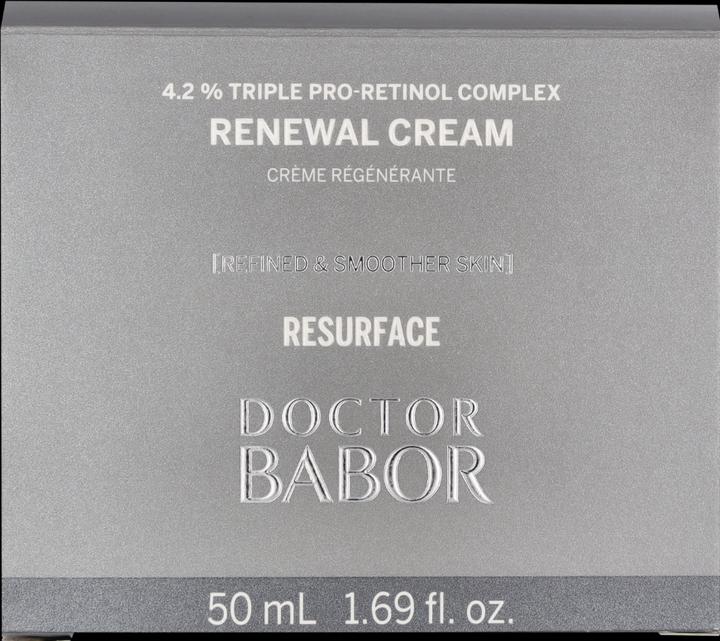 4.2 % TRIPLE PRO-RETINOL COMPLEX
RENEWAL CREAM
CRÈME RÉGÉNÉRANTE
[REFINED & SMOOTHER SKIN]
RESURFACE
DOCTOR
BABOR
50 mL 1.69 fl. oz.